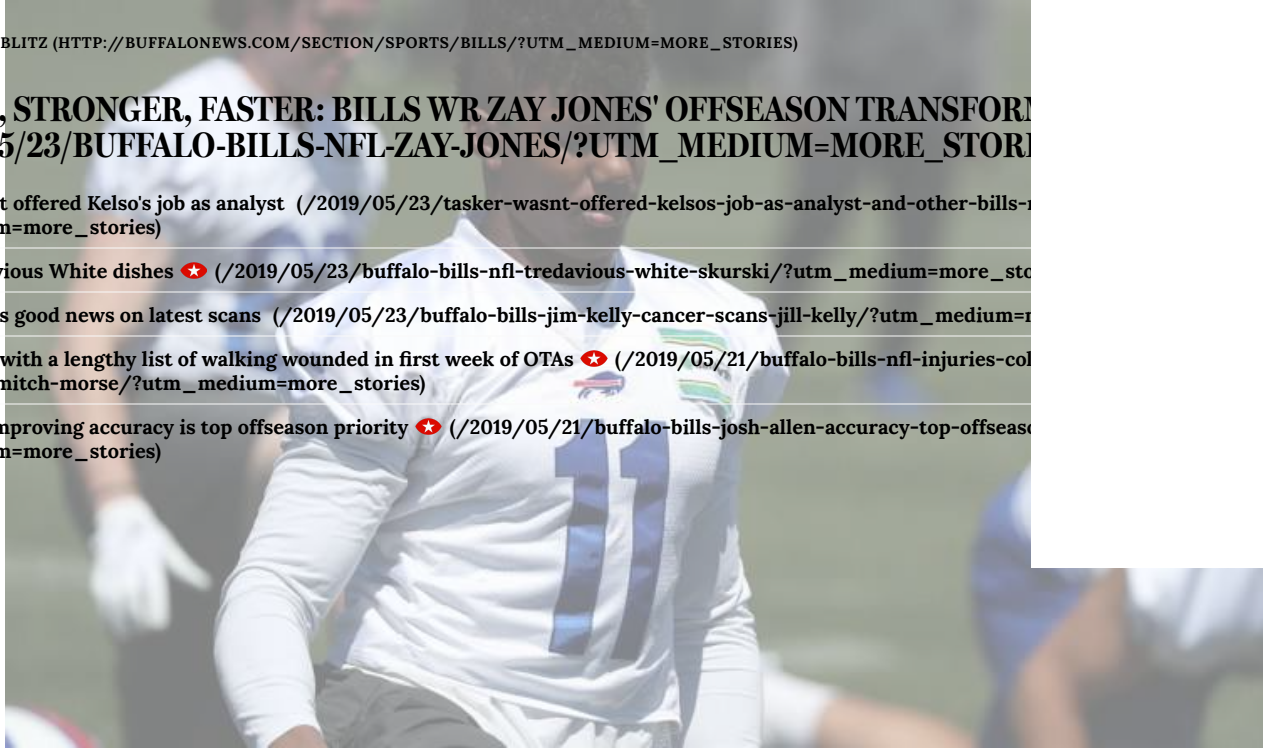 BLITZ (HTTP://BUFFALONEWS.COM/SECTION/SPORTS/BILLS/?UTM_MEDIUM=MORE_STORIES)
, STRONGER, FASTER: BILLS WR ZAY JONES' OFFSEASON TRANSFORM
5/23/BUFFALO-BILLS-NFL-ZAY-JONES/?UTM_MEDIUM=MORE_STORI
t offered Kelso's job as analyst (/2019/05/23/tasker-wasnt-offered-kelsos-job-as-analyst-and-other-bills-
=more_stories)
vious White dishes (/2019/05/23/buffalo-bills-nfl-tredavious-white-skurski/?utm_medium=more_sto
s good news on latest scans (/2019/05/23/buffalo-bills-jim-kelly-cancer-scans-jill-kelly/?utm_medium=
with a lengthy list of walking wounded in first week of OTAs (/2019/05/21/buffalo-bills-nfl-injuries-col
mitch-morse/?utm_medium=more_stories)
mproving accuracy is top offseason priority (/2019/05/21/buffalo-bills-josh-allen-accuracy-top-offseaso
=more_stories)
11